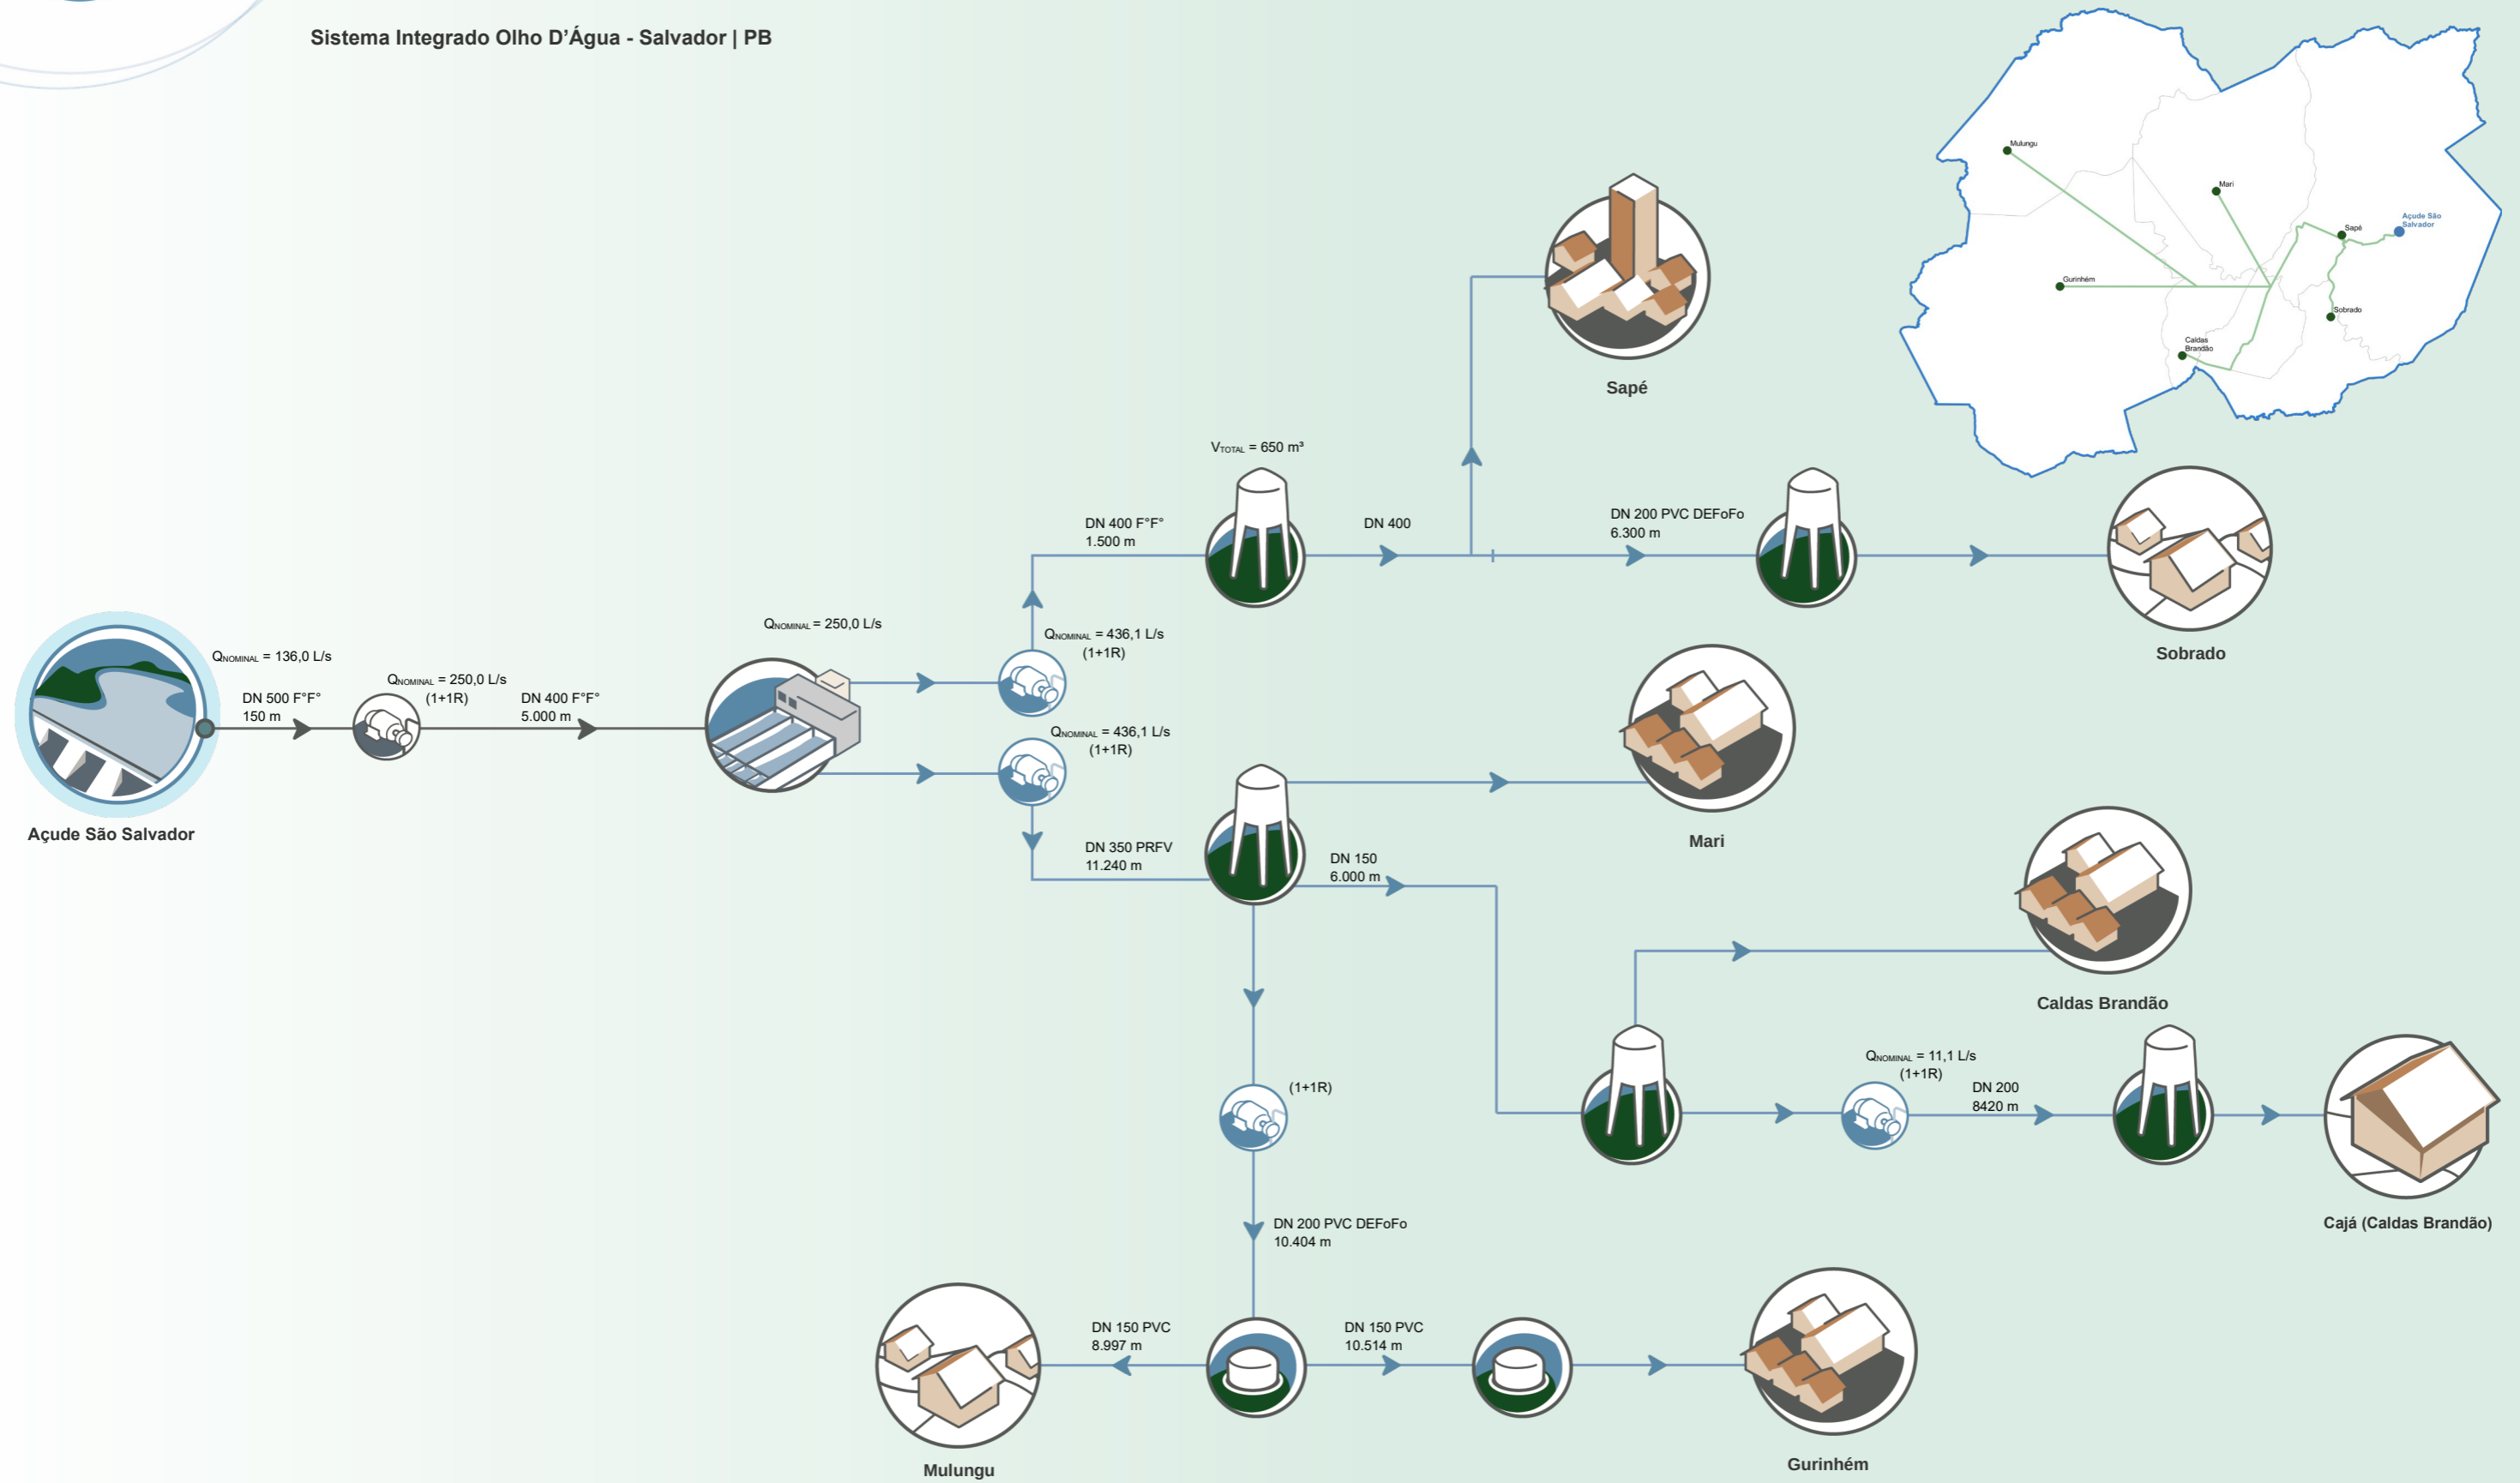 Sistema Integrado Olho D'Água - Salvador | PB
Mulungu
Mari
Sapé
Açude São
Salvador
Gurinhém
Sobrado
Caldas
Brandão
Sapé
VTOTAL = 650 m³
DN 400 F°F°
1.500 m
DN 400
DN 200 PVC DEFoFo
6.300 m
Sobrado
QNOMINAL = 136,0 L/s
DN 500 F°F°
150 m
QNOMINAL = 250,0 L/s
(1+1R)
DN 400 F°F°
5.000 m
QNOMINAL = 250,0 L/s
QNOMINAL = 436,1 L/s
(1+1R)
QNOMINAL = 436,1 L/s
(1+1R)
Açude São Salvador
DN 350 PRFV
11.240 m
Mari
DN 150
6.000 m
Caldas Brandão
(1+1R)
QNOMINAL = 11,1 L/s
(1+1R)
DN 200
8420 m
Cajá (Caldas Brandão)
DN 200 PVC DEFoFo
10.404 m
DN 150 PVC
8.997 m
DN 150 PVC
10.514 m
Mulungu
Gurinhém